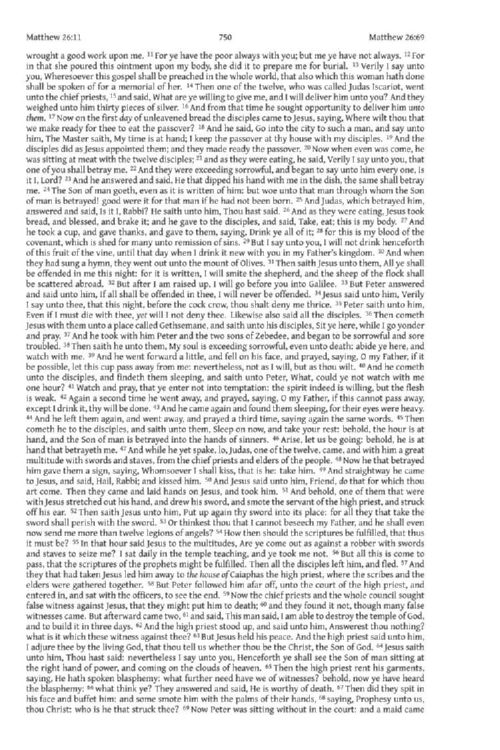 Matthew 26:11 750 Matthew 26:69
wrought a good work upon me. 11 For ye have the poor always with you; but me ye have not always. 12 For
in that she poured this ointment upon my body, she did it to prepare me for burial. 13 Verily I say unto
you, Wheresoever this gospel shall be preached in the whole world, that also which this woman hath done
shall be spoken of for a memorial of her. 14 Then one of the twelve, who was called Judas Iscariot, went
unto the chief priests, 15 and said, What are ye willing to give me, and I will deliver him unto you? And they
weighed unto him thirty pieces of silver. 16 And from that time he sought opportunity to deliver him unto
them. 17 Now on the first day of unleavened bread the disciples came to Jesus, saying, Where wilt thou that
we make ready for thee to eat the passover? 18 And he said, Go into the city to such a man, and say unto
him, The Master saith, My time is at hand; I keep the passover at thy house with my disciples. 19 And the
disciples did as Jesus appointed them; and they made ready the passover. 20 Now when even was come, he
was sitting at meat with the twelve disciples; 21 and as they were eating, he said, Verily I say unto you, that
one of you shall betray me. 22 And they were exceeding sorrowful, and began to say unto him every one, Is
it I, Lord? 23 And he answered and said, He that dipped his hand with me in the dish, the same shall betray
me. 24 The Son of man goeth, even as it is written of him: but woe unto that man through whom the Son
of man is betrayed! good were it for that man if he had not been born. 25 And Judas, which betrayed him,
answered and said, Is it I, Rabbi? He saith unto him, Thou hast said. 26 And as they were eating, Jesus took
bread, and blessed, and brake it; and he gave to the disciples, and said, Take, eat; this is my body. 27 And
he took a cup, and gave thanks, and gave to them, saying, Drink ye all of it; 28 for this is my blood of the
covenant, which is shed for many unto remission of sins. 29 But I say unto you, I will not drink henceforth
of this fruit of the vine, until that day when I drink it new with you in my Father's kingdom. 30 And when
they had sung a hymn, they went out unto the mount of Olives. 31 Then saith Jesus unto them, All ye shall
be offended in me this night: for it is written, I will smite the shepherd, and the sheep of the flock shall
be scattered abroad. 32 But after I am raised up, I will go before you into Galilee. 33 But Peter answered
and said unto him, If all shall be offended in thee, I will never be offended. 34 Jesus said unto him, Verily
I say unto thee, that this night, before the cock crow, thou shalt deny me thrice. 35 Peter saith unto him,
Even if I must die with thee, yet will I not deny thee. Likewise also said all the disciples. 36 Then cometh
Jesus with them unto a place called Gethsemane, and saith unto his disciples, Sit ye here, while I go yonder
and pray. 37 And he took with him Peter and the two sons of Zebedee, and began to be sorrowful and sore
troubled. 38 Then saith he unto them, My soul is exceeding sorrowful, even unto death: abide ye here, and
watch with me. 39 And he went forward a little, and fell on his face, and prayed, saying, O my Father, if it
be possible, let this cup pass away from me: nevertheless, not as I will, but as thou wilt. 40 And he cometh
unto the disciples, and findeth them sleeping, and saith unto Peter, What, could ye not watch with me
one hour? 41 Watch and pray, that ye enter not into temptation: the spirit indeed is willing, but the flesh
is weak. 42 Again a second time he went away, and prayed, saying, O my Father, if this cannot pass away,
except I drink it, thy will be done. 43 And he came again and found them sleeping, for their eyes were heavy.
44 And he left them again, and went away, and prayed a third time, saying again the same words. 45 Then
cometh he to the disciples, and saith unto them, Sleep on now, and take your rest: behold, the hour is at
hand, and the Son of man is betrayed into the hands of sinners. 46 Arise, let us be going: behold, he is at
hand that betrayeth me. 47 And while he yet spake, lo, Judas, one of the twelve, came, and with him a great
multitude with swords and staves, from the chief priests and elders of the people. 48 Now he that betrayed
him gave them a sign, saying, Whomsoever I shall kiss, that is he: take him. 49 And straightway he came
to Jesus, and said, Hail, Rabbi; and kissed him. 50 And Jesus said unto him, Friend, do that for which thou
art come. Then they came and laid hands on Jesus, and took him. 51 And behold, one of them that were
with Jesus stretched out his hand, and drew his sword, and smote the servant of the high priest, and struck
off his ear. 52 Then saith Jesus unto him, Put up again thy sword into its place: for all they that take the
sword shall perish with the sword. 53 Or thinkest thou that I cannot beseech my Father, and he shall even
now send me more than twelve legions of angels? 54 How then should the scriptures be fulfilled, that thus
it must be? 55 In that hour said Jesus to the multitudes, Are ye come out as against a robber with swords
and staves to seize me? I sat daily in the temple teaching, and ye took me not. 56 But all this is come to
pass, that the scriptures of the prophets might be fulfilled. Then all the disciples left him, and fled. 57 And
they that had taken Jesus led him away to the house of Caiaphas the high priest, where the scribes and the
elders were gathered together. 58 But Peter followed him afar off, unto the court of the high priest, and
entered in, and sat with the officers, to see the end. 59 Now the chief priests and the whole council sought
false witness against Jesus, that they might put him to death; 60 and they found it not, though many false
witnesses came. But afterward came two, 61 and said, This man said, I am able to destroy the temple of God,
and to build it in three days. 62 And the high priest stood up, and said unto him, Answerest thou nothing?
what is it which these witness against thee? 63 But Jesus held his peace. And the high priest said unto him,
I adjure thee by the living God, that thou tell us whether thou be the Christ, the Son of God. 64 Jesus saith
unto him, Thou hast said: nevertheless I say unto you, Henceforth ye shall see the Son of man sitting at
the right hand of power, and coming on the clouds of heaven. 65 Then the high priest rent his garments,
saying, He hath spoken blasphemy: what further need have we of witnesses? behold, now ye have heard
the blasphemy: 66 what think ye? They answered and said, He is worthy of death. 67 Then did they spit in
his face and buffet him: and some smote him with the palms of their hands, 68 saying, Prophesy unto us,
thou Christ: who is he that struck thee? 69 Now Peter was sitting without in the court: and a maid came